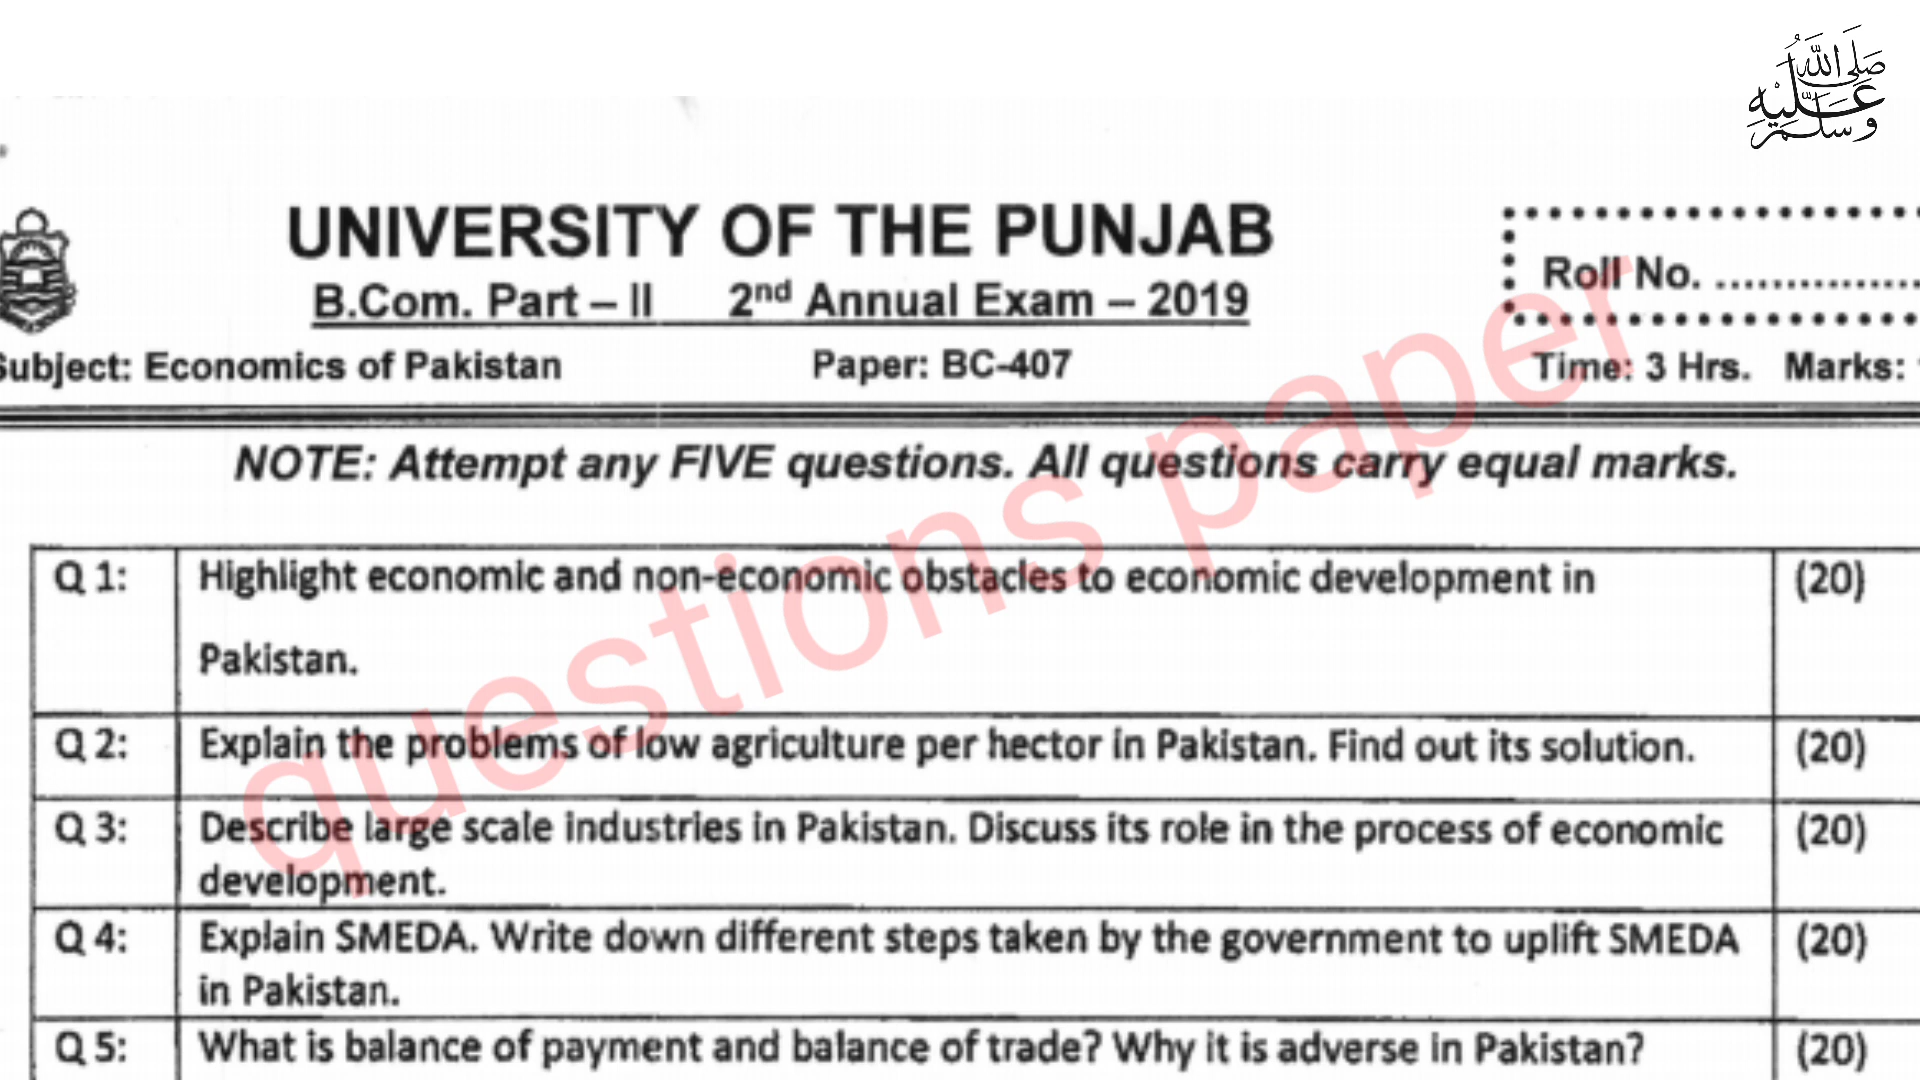 صلى الله
عليه
وسلم
UNIVERSITY OF THE PUNJAB
B.Com. Part – II 2nd Annual Exam – 2019
Roll No. ................
Subject: Economics of Pakistan Paper: BC-407 Time: 3 Hrs. Marks:
NOTE: Attempt any FIVE questions. All questions carry equal marks.
Q 1: Highlight economic and non-economic obstacles to economic development in (20)
Pakistan.
Q 2: Explain the problems of low agriculture per hector in Pakistan. Find out its solution. (20)
Q 3: Describe large scale industries in Pakistan. Discuss its role in the process of economic (20)
development.
Q 4: Explain SMEDA. Write down different steps taken by the government to uplift SMEDA (20)
in Pakistan.
Q 5: What is balance of payment and balance of trade? Why it is adverse in Pakistan? (20)
questions paper